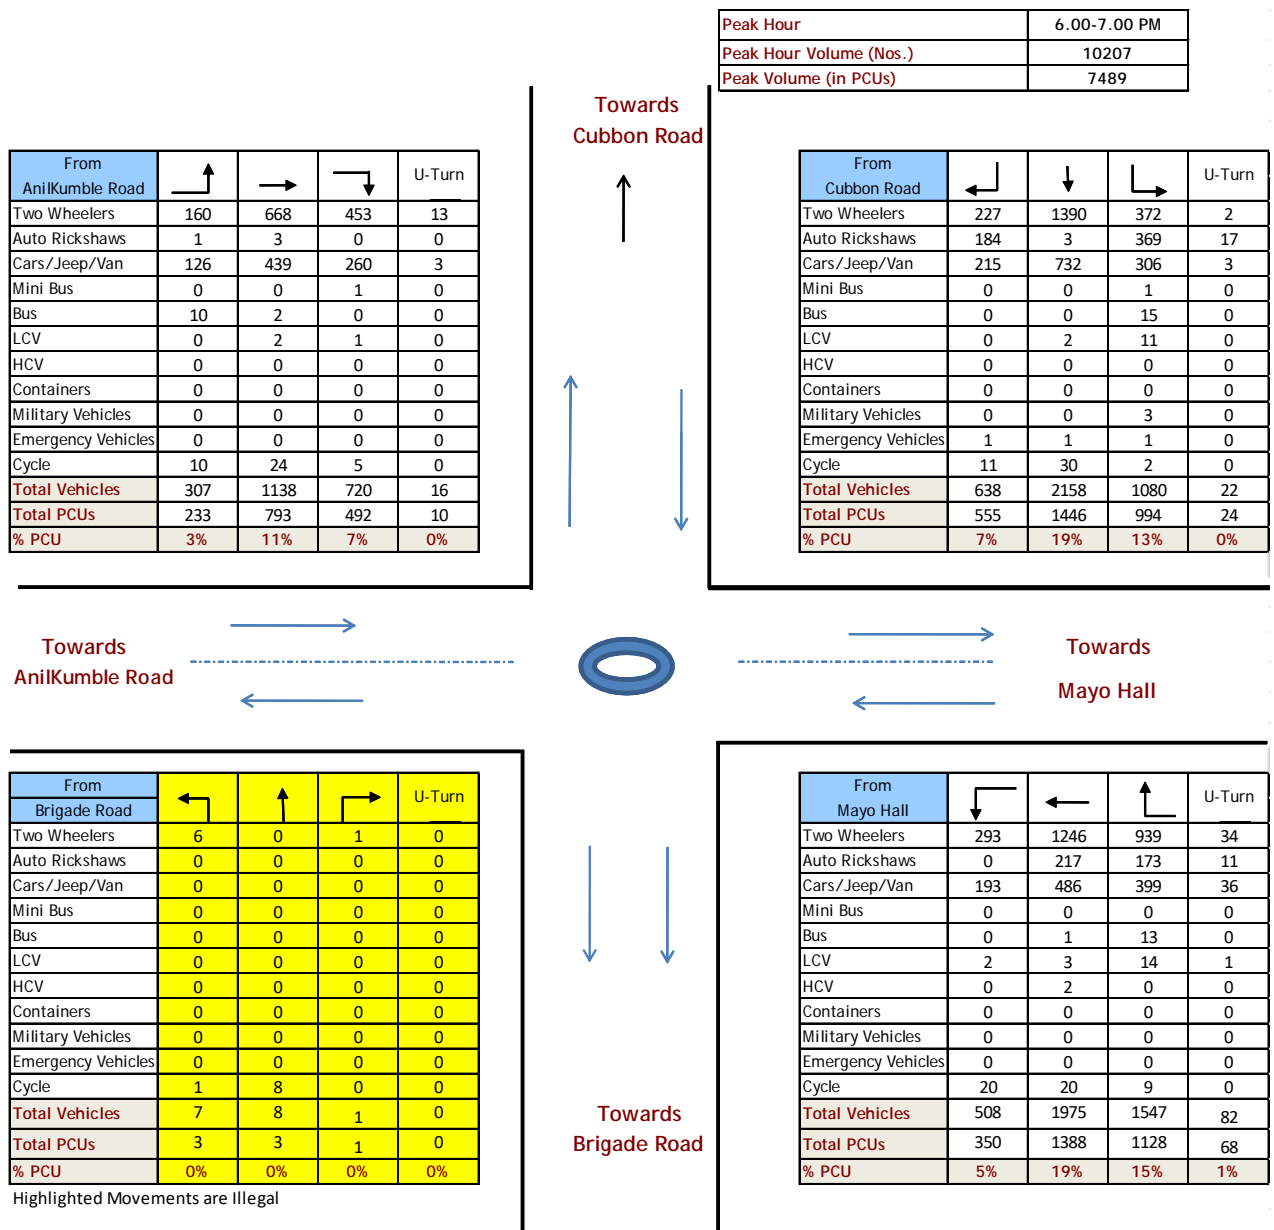 Peak Hour 6.00-7.00 PM
Peak Hour Volume (Nos.) 10207
Peak Volume (in PCUs) 7489
Towards
Cubbon Road
From
AnilKumble Road U-Turn
Two Wheelers 160 668 453 13
Auto Rickshaws 1 3 0 0
Cars/Jeep/Van 126 439 260 3
Mini Bus 0 0 1 0
Bus 10 2 0 0
LCV 0 2 1 0
HCV 0 0 0 0
Containers 0 0 0 0
Military Vehicles 0 0 0 0
Emergency Vehicles 0 0 0 0
Cycle 10 24 5 0
Total Vehicles 307 1138 720 16
Total PCUs 233 793 492 10
% PCU 3% 11% 7% 0%
From
Cubbon Road U-Turn
Two Wheelers 227 1390 372 2
Auto Rickshaws 184 3 369 17
Cars/Jeep/Van 215 732 306 3
Mini Bus 0 0 1 0
Bus 0 0 15 0
LCV 0 2 11 0
HCV 0 0 0 0
Containers 0 0 0 0
Military Vehicles 0 0 3 0
Emergency Vehicles 1 1 1 0
Cycle 11 30 2 0
Total Vehicles 638 2158 1080 22
Total PCUs 555 1446 994 24
% PCU 7% 19% 13% 0%
Towards
AnilKumble Road
Towards
Mayo Hall
From
Brigade Road U-Turn
Two Wheelers 6 0 1 0
Auto Rickshaws 0 0 0 0
Cars/Jeep/Van 0 0 0 0
Mini Bus 0 0 0 0
Bus 0 0 0 0
LCV 0 0 0 0
HCV 0 0 0 0
Containers 0 0 0 0
Military Vehicles 0 0 0 0
Emergency Vehicles 0 0 0 0
Cycle 1 8 0 0
Total Vehicles 7 8 1 0
Total PCUs 3 3 1 0
% PCU 0% 0% 0% 0%
Highlighted Movements are Illegal
Towards
Brigade Road
From
Mayo Hall U-Turn
Two Wheelers 293 1246 939 34
Auto Rickshaws 0 217 173 11
Cars/Jeep/Van 193 486 399 36
Mini Bus 0 0 0 0
Bus 0 1 13 0
LCV 2 3 14 1
HCV 0 2 0 0
Containers 0 0 0 0
Military Vehicles 0 0 0 0
Emergency Vehicles 0 0 0 0
Cycle 20 20 9 0
Total Vehicles 508 1975 1547 82
Total PCUs 350 1388 1128 68
% PCU 5% 19% 15% 1%